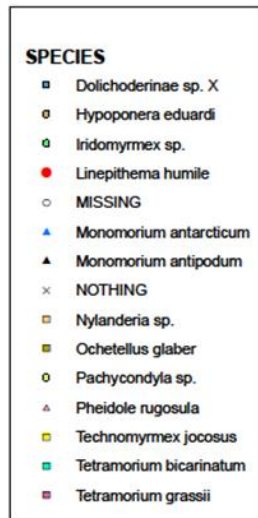 SPECIES
Dolichoderinae sp. X
Hypoponera eduardi
Iridomyrmex sp.
Linepithema humile
MISSING
Monomorium antarcticum
Monomorium antipodum
NOTHING
Nylanderia sp.
Ochetellus glaber
Pachycondyla sp.
Pheidole rugosula
Technomyrmex jocosus
Tetramorium bicarinatum
Tetramorium grassii